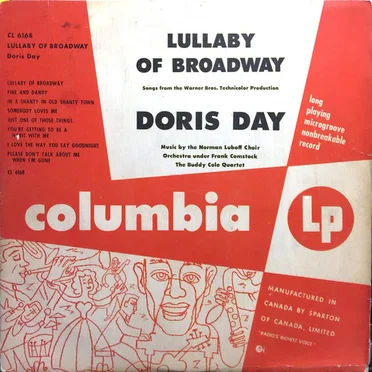 CL 6168
LULLABY OF BROADWAY
Doris Day
LULLABY OF BROADWAY
FINE AND DANDY
IN A SHANTY IN OLD SHANTY TOWN
SOMEBODY LOVES ME
JUST ONE OF THOSE THINGS
YOU'RE GETTING TO BE A
HABIT WITH ME
I LOVE THE WAY YOU SAY GOODNIGHT
PLEASE DON'T TALK ABOUT ME
WHEN I'M GONE
CL 6168
LULLABY
OF BROADWAY
Songs from the Warner Bros. Technicolor Production
DORIS DAY
Music by the Norman Luboff Choir
Orchestra under Frank Comstock
The Buddy Cole Quartet
long
playing
microgroove
nonbreakable
record
columbia
Lp
MANUFACTURED IN
CANADA BY SPARTON
OF CANADA, LIMITED
"RADIO'S RICHEST VOICE"